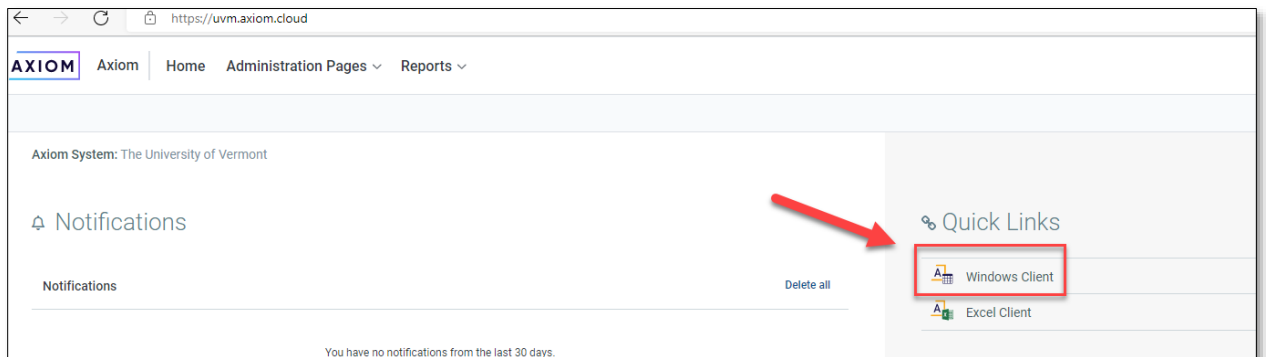 https://uvm.axiom.cloud
AXIOM Axiom Home Administration Pages Reports
Axiom System: The University of Vermont
Notifications
Quick Links
Notifications Delete all
Windows Client
Excel Client
You have no notifications from the last 30 days.